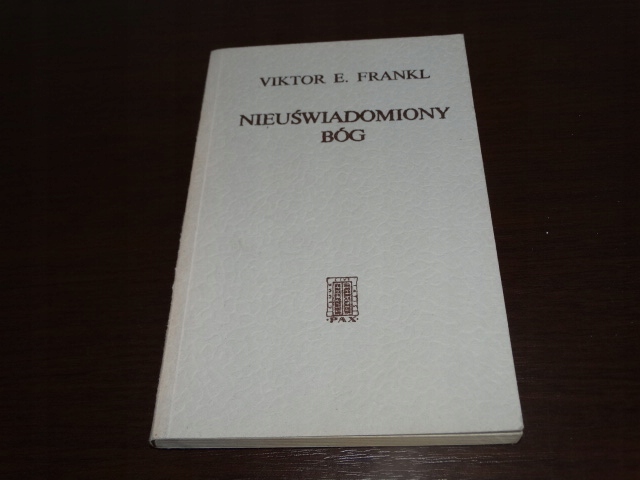 VIKTOR E. FRANKL
NIEUŚWIADOMIONY
BÓG
·PAX·